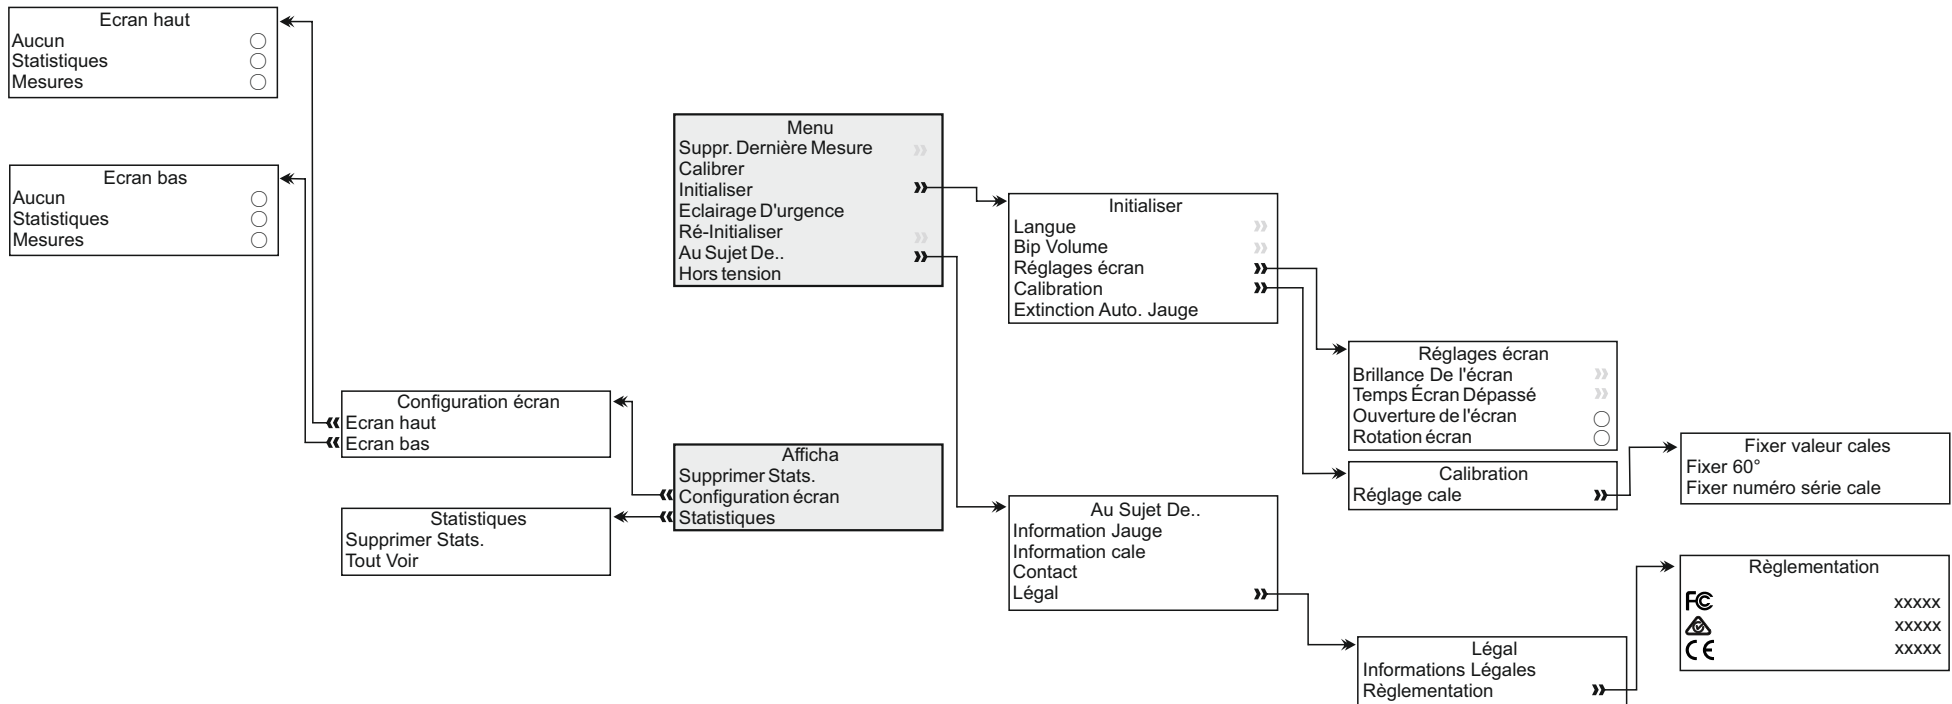 Ecran haut
Aucun
Statistiques
Mesures
Ecran bas
Aucun
Statistiques
Mesures
Menu
Suppr. Dernière Mesure »
Calibrer
Initialiser »
Eclairage D'urgence
Ré-Initialiser »
Au Sujet De.. »
Hors tension
Initialiser
Langue »
Bip Volume »
Réglages écran »
Calibration »
Extinction Auto. Jauge
Réglages écran
Brillance De l'écran »
Temps Écran Dépassé »
Ouverture de l'écran
Rotation écran
Calibration
Réglage cale »
Fixer valeur cales
Fixer 60°
Fixer numéro série cale
Configuration écran
« Ecran haut
« Ecran bas
Afficha
Supprimer Stats.
« Configuration écran
« Statistiques
Statistiques
Supprimer Stats.
Tout Voir
Au Sujet De..
Information Jauge
Information cale
Contact
Légal »
Légal
Informations Légales
Règlementation »
Règlementation
FC xxxxx
xxxxx
CE xxxxx